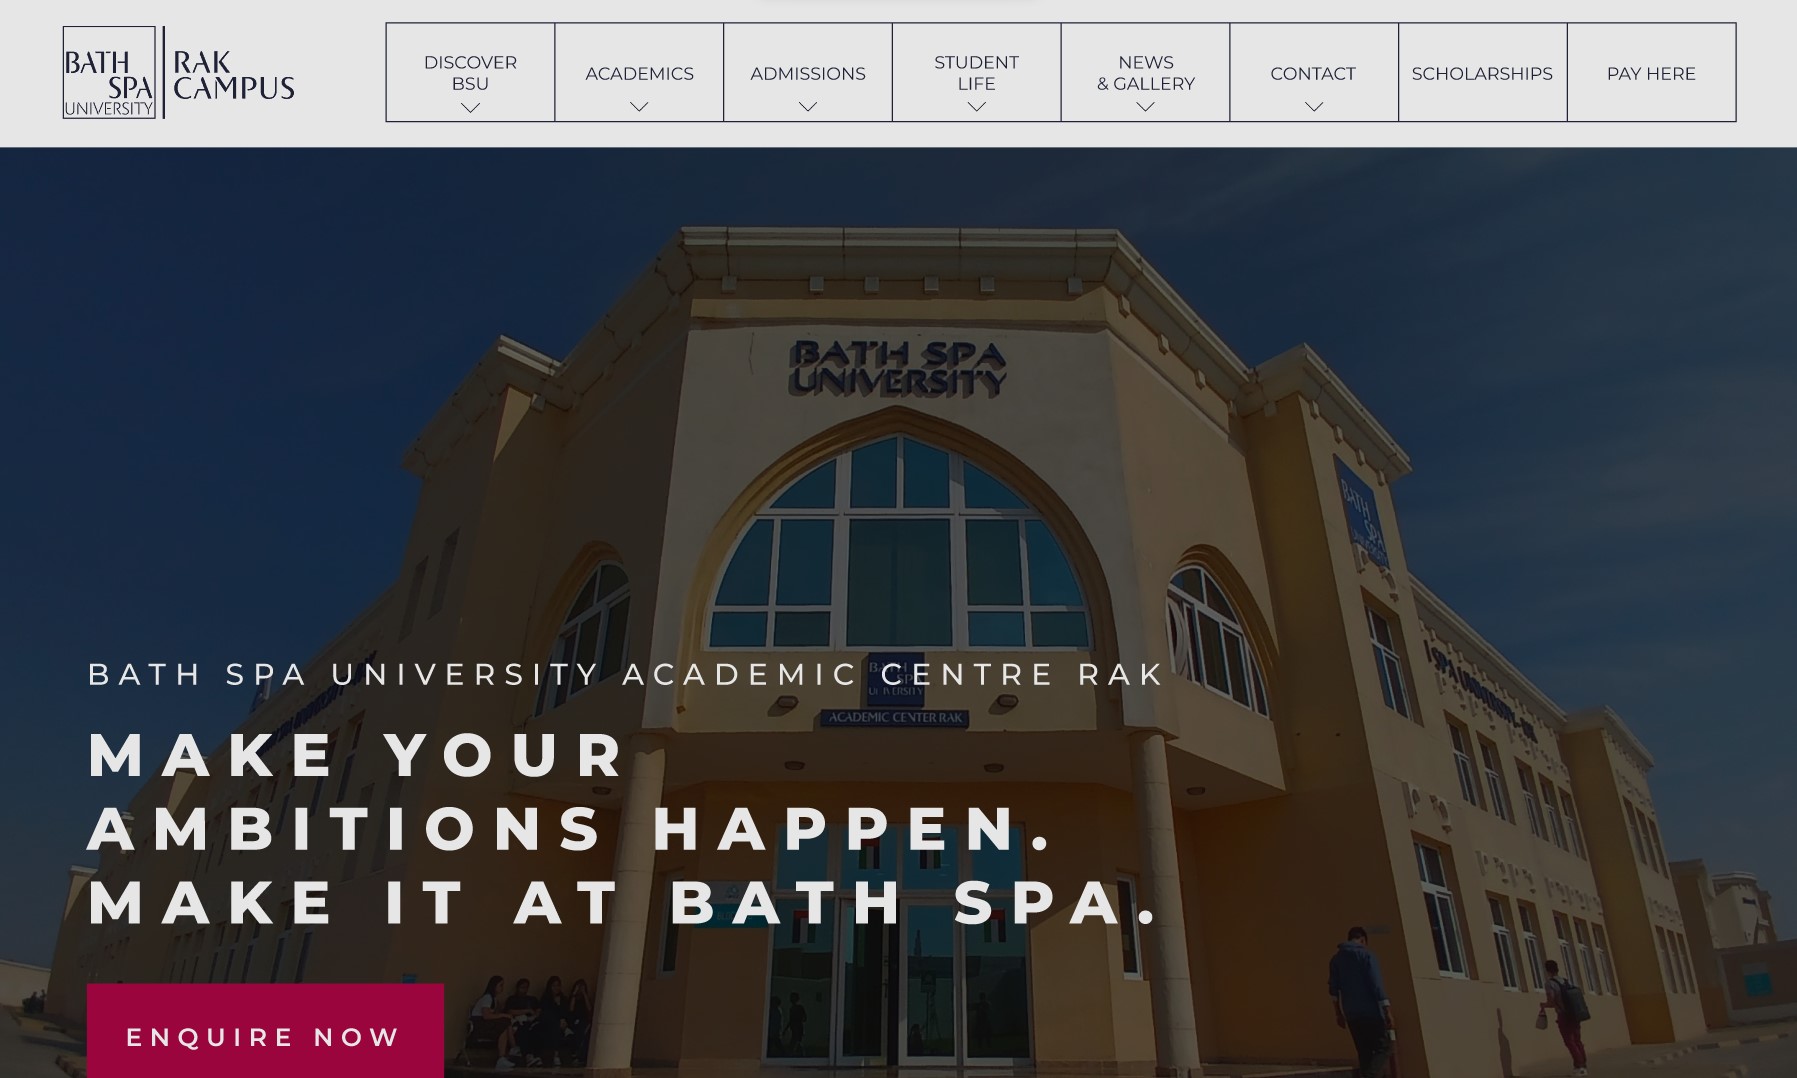 BATH
SPA
UNIVERSITY
RAK
CAMPUS
DISCOVER
BSU
ACADEMICS
ADMISSIONS
STUDENT
LIFE
NEWS
& GALLERY
CONTACT
SCHOLARSHIPS
PAY HERE
BATH SPA
UNIVERSITY
BATH
SPA
BATH SPA UNIVERSITY ACADEMIC CENTRE RAK
ACADEMIC CENTER RAK
MAKE YOUR
AMBITIONS HAPPEN.
MAKE IT AT BATH SPA.
ENQUIRE NOW